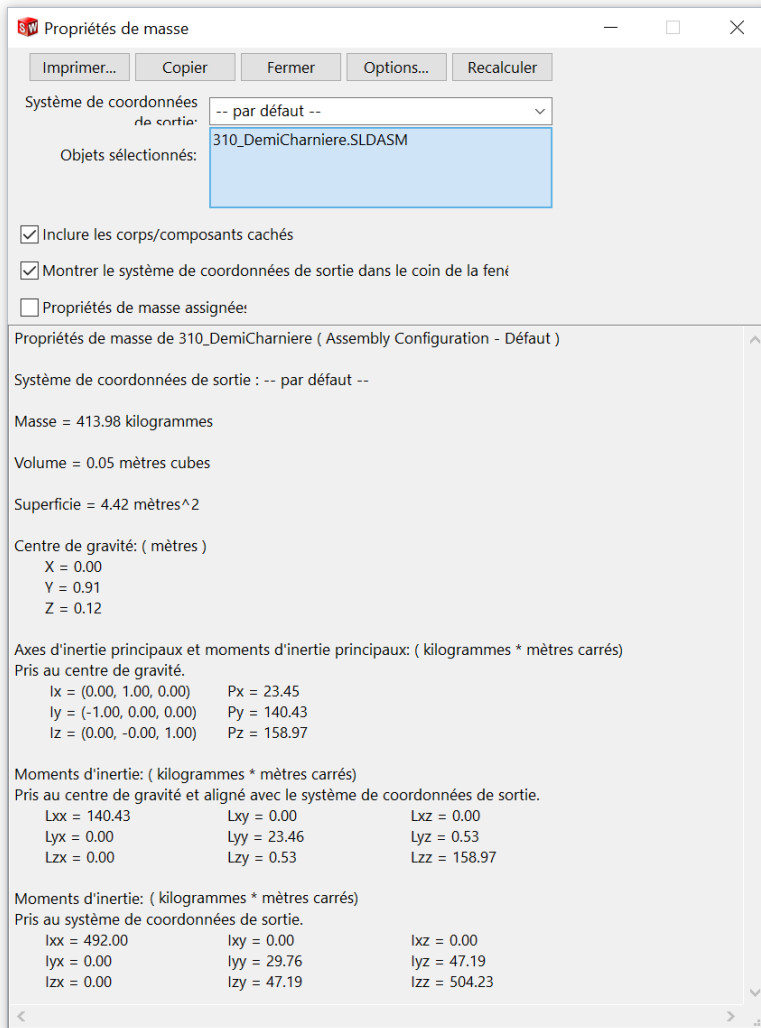 SW Propriétés de masse
Imprimer... Copier Fermer Options... Recalculer
Système de coordonnées
de sortie:
-- par défaut --
Objets sélectionnés:
310_DemiCharniere.SLDASM
Inclure les corps/composants cachés
Montrer le système de coordonnées de sortie dans le coin de la fenê
Propriétés de masse assignées
Propriétés de masse de 310_DemiCharniere ( Assembly Configuration - Défaut )
Système de coordonnées de sortie : -- par défaut --
Masse = 413.98 kilogrammes
Volume = 0.05 mètres cubes
Superficie = 4.42 mètres^2
Centre de gravité: ( mètres )
X = 0.00
Y = 0.91
Z = 0.12
Axes d'inertie principaux et moments d'inertie principaux: ( kilogrammes * mètres carrés)
Pris au centre de gravité.
Ix = (0.00, 1.00, 0.00) Px = 23.45
Iy = (-1.00, 0.00, 0.00) Py = 140.43
Iz = (0.00, -0.00, 1.00) Pz = 158.97
Moments d'inertie: ( kilogrammes * mètres carrés)
Pris au centre de gravité et aligné avec le système de coordonnées de sortie.
Lxx = 140.43 Lxy = 0.00 Lxz = 0.00
Lyx = 0.00 Lyy = 23.46 Lyz = 0.53
Lzx = 0.00 Lzy = 0.53 Lzz = 158.97
Moments d'inertie: ( kilogrammes * mètres carrés)
Pris au système de coordonnées de sortie.
Ixx = 492.00 Ixy = 0.00 Ixz = 0.00
Iyx = 0.00 Iyy = 29.76 Iyz = 47.19
Izx = 0.00 Izy = 47.19 Izz = 504.23